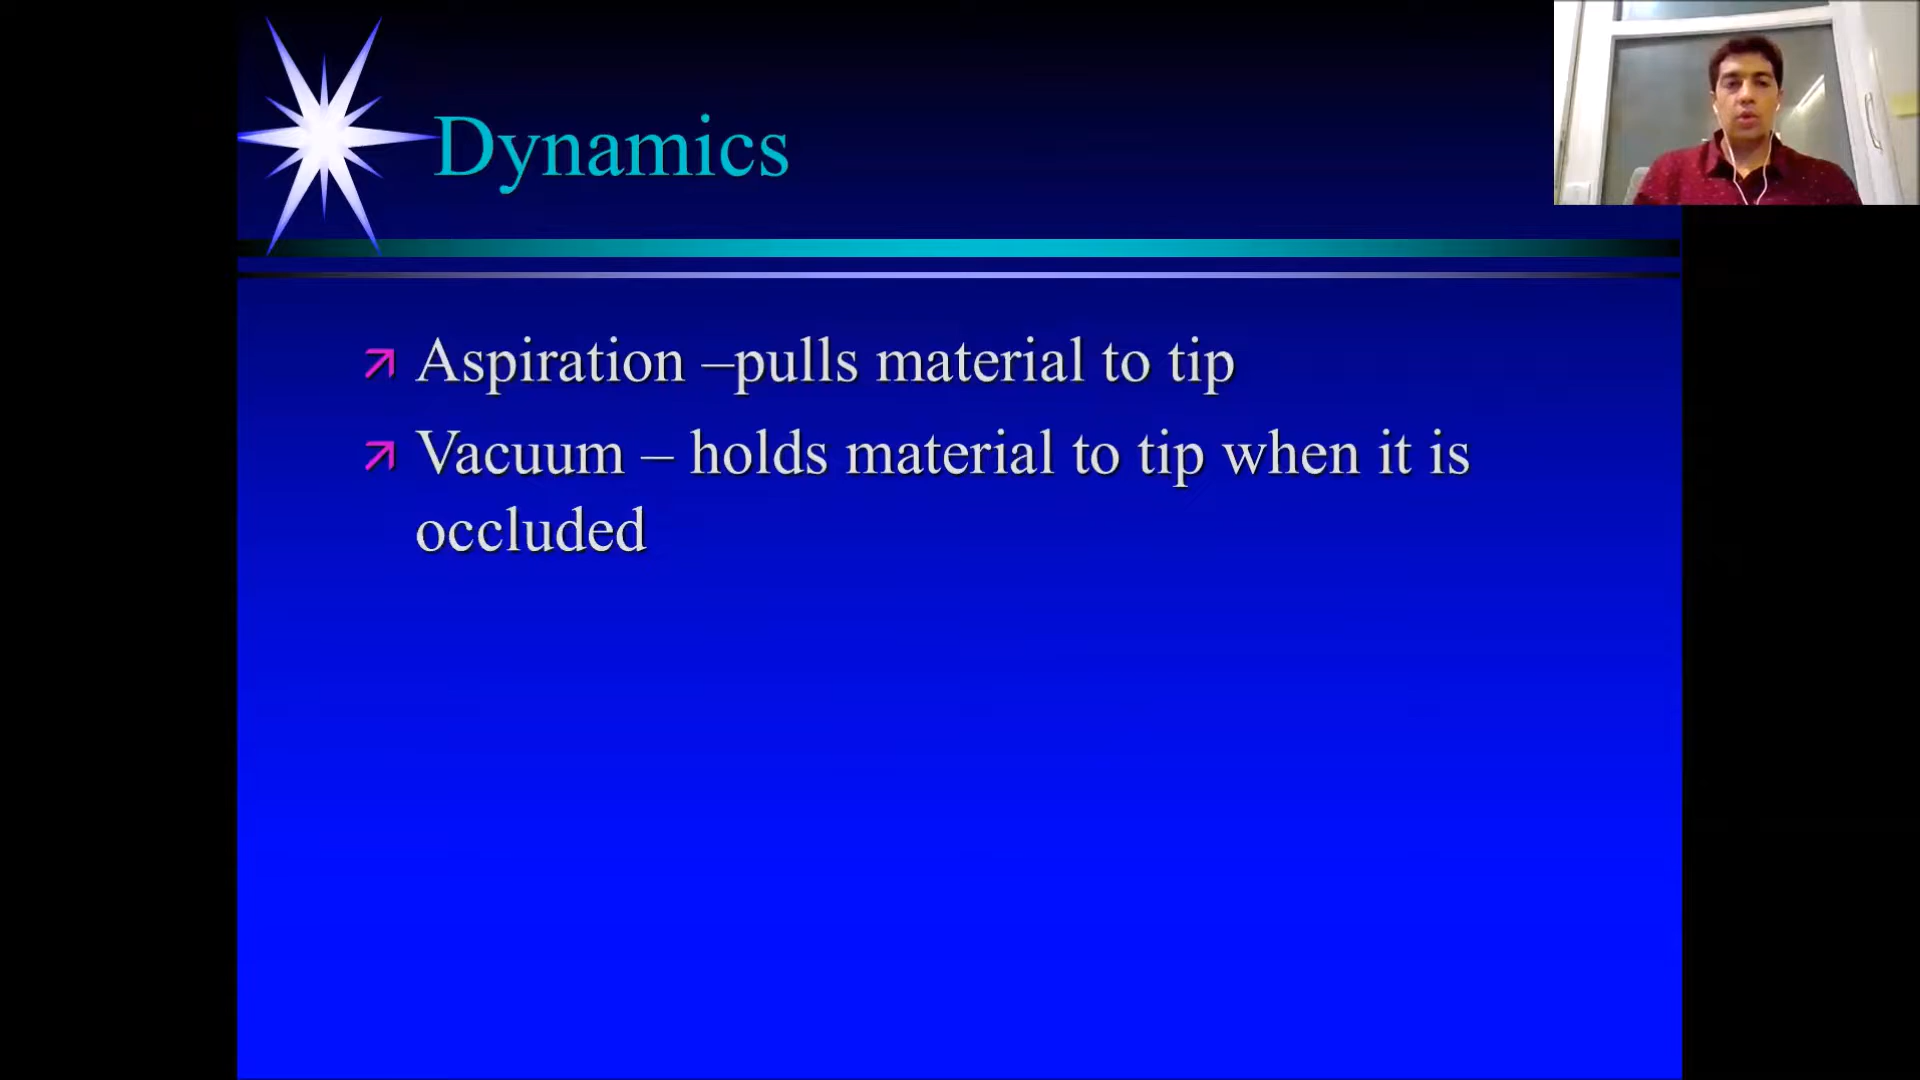 Dynamics
Aspiration –pulls material to tip
Vacuum – holds material to tip when it is
occluded